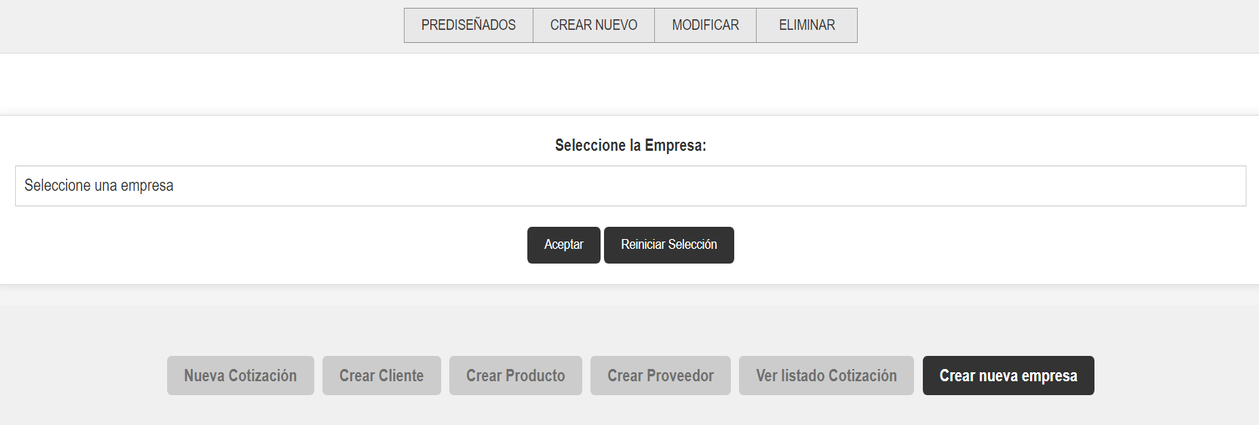 PREDISEÑADOS CREAR NUEVO MODIFICAR ELIMINAR
Seleccione la Empresa:
Seleccione una empresa
Aceptar Reiniciar Selección
Nueva Cotización Crear Cliente Crear Producto Crear Proveedor Ver listado Cotización Crear nueva empresa